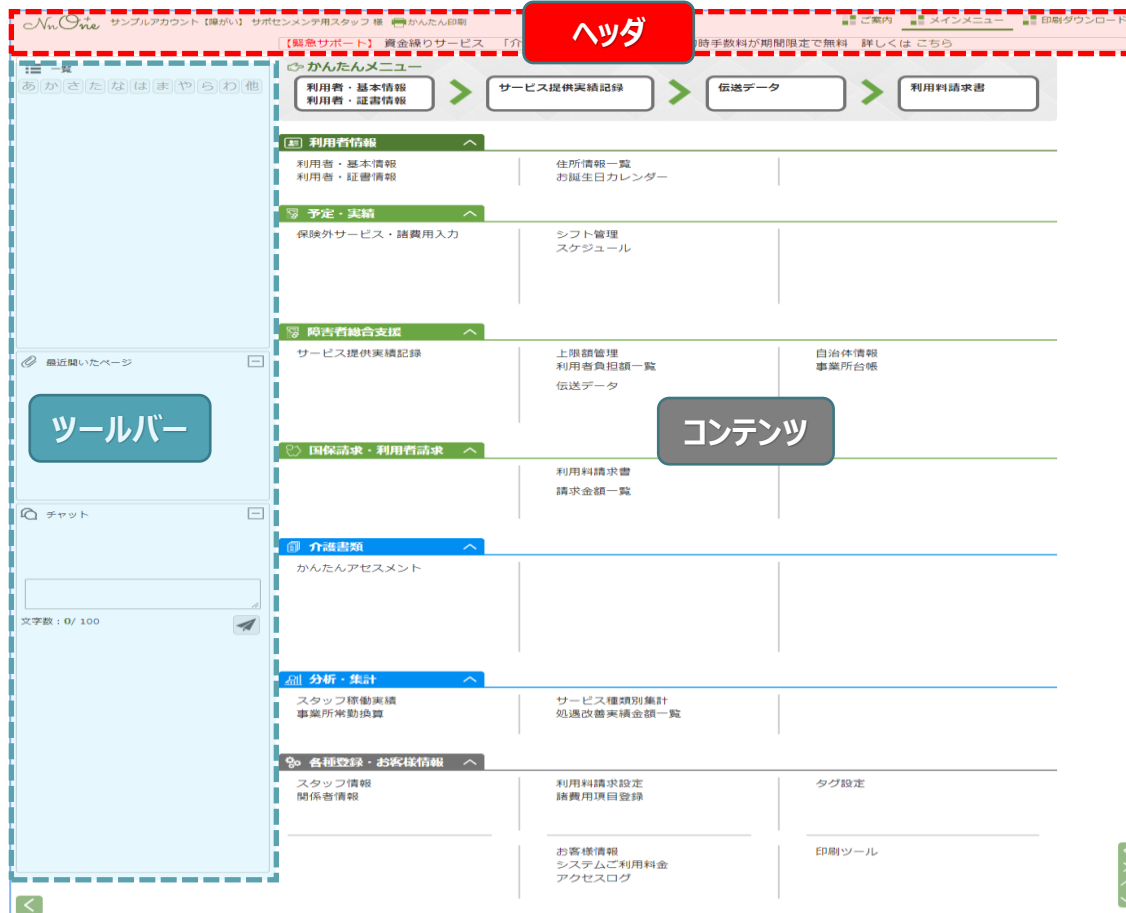 NnOne サンプルアカウント【障がい】サポセンメンテ用スタッフ 様 かんたん印刷
ご案内 メインメニュー 印刷ダウンロード
ヘッダ
【緊急サポート】 資金繰りサービス 「介
時手数料が期間限定で無料 詳しくは こちら
一覧
あ か さ た な は ま や ら わ 他
最近開いたページ
ツールバー
チャット
文字数：0/ 100
かんたんメニュー
利用者・基本情報
利用者・証書情報
サービス提供実績記録
伝送データ
利用料請求書
利用者情報
利用者・基本情報
利用者・証書情報
住所情報一覧
お誕生日カレンダー
予定・実績
保険外サービス・諸費用入力
シフト管理
スケジュール
障害者総合支援
サービス提供実績記録
上限額管理
利用者負担額一覧
伝送データ
自治体情報
事業所台帳
コンテンツ
国保請求・利用者請求
利用料請求書
請求金額一覧
介護書類
かんたんアセスメント
分析・集計
スタッフ稼働実績
事業所常勤換算
サービス種類別集計
処遇改善実績金額一覧
各種登録・お客様情報
スタッフ情報
関係者情報
利用料請求設定
諸費用項目登録
タグ設定
お客様情報
システムご利用料金
アクセスログ
印刷ツール